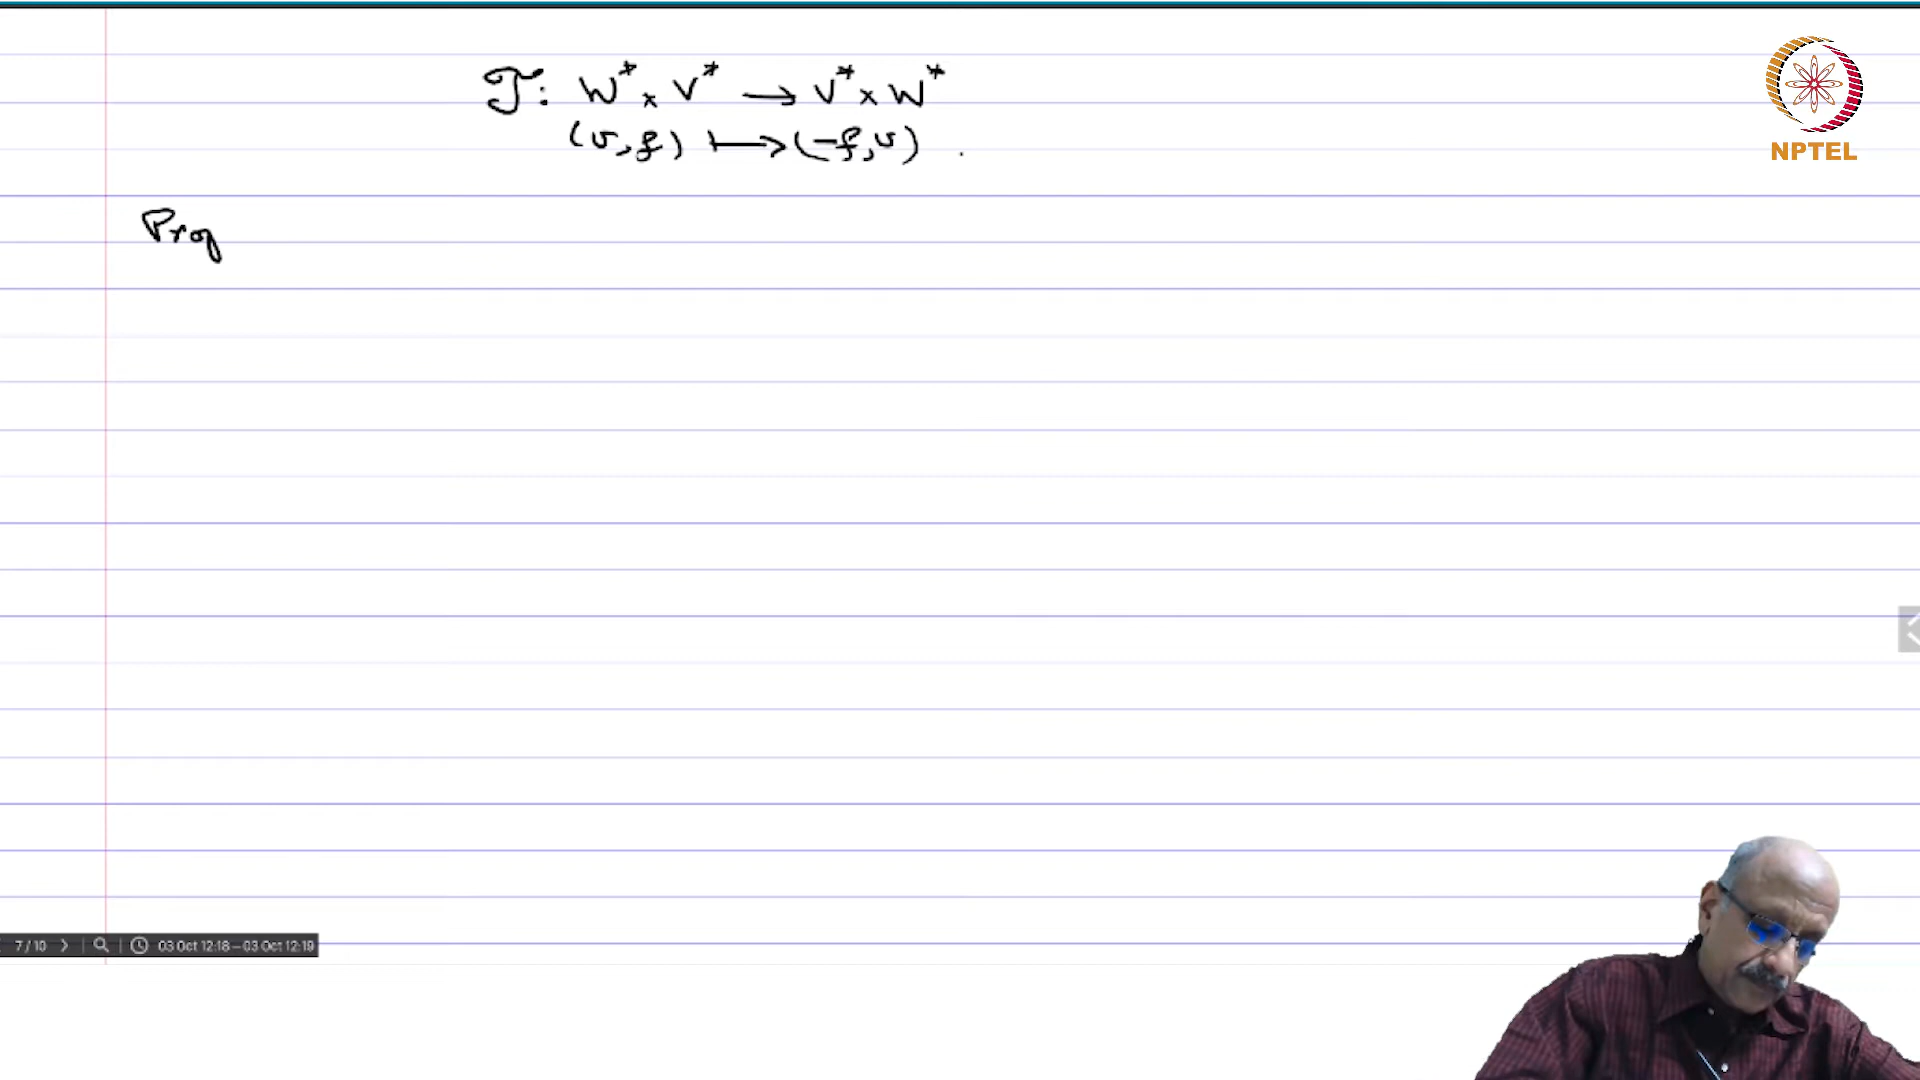 𝒥: W* × V* → V* × W*
(v, f) ↦ (-f, v) .
Prop
NPTEL
7 / 10 03 Oct 12:18 – 03 Oct 12:19